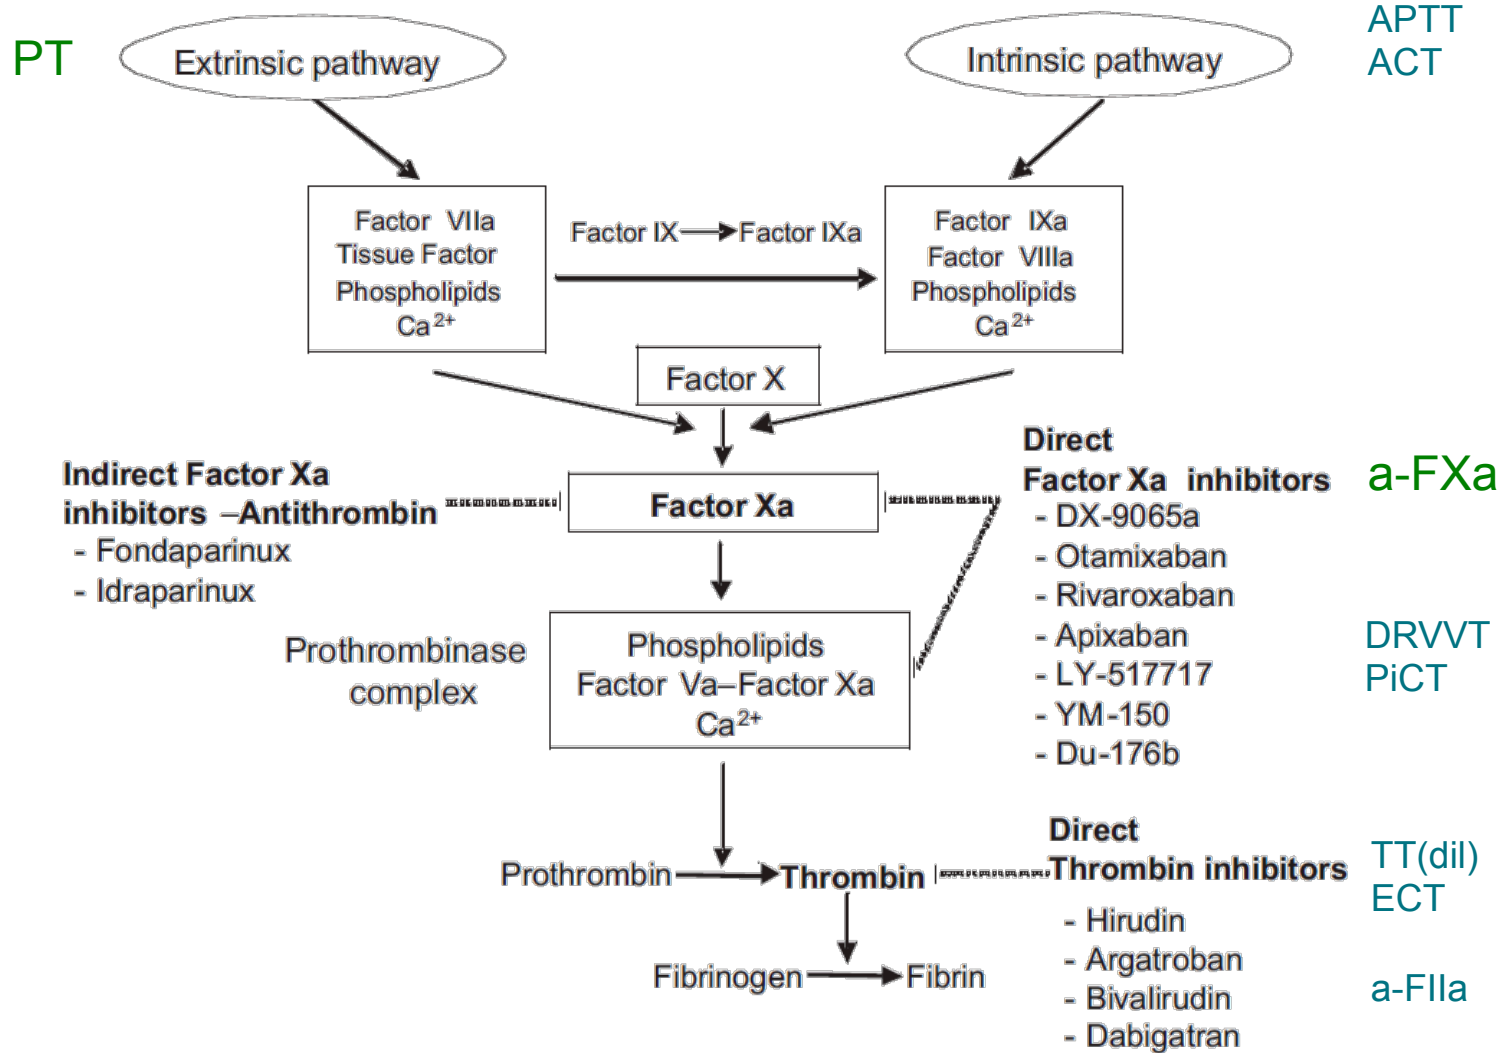 PT
Extrinsic pathway
Intrinsic pathway
APTT
ACT
Factor VIIa
Tissue Factor
Phospholipids
Ca2+
Factor IX
Factor IXa
Factor IXa
Factor VIIIa
Phospholipids
Ca2+
Factor X
Indirect Factor Xa
inhibitors –Antithrombin
- Fondaparinux
- Idraparinux
Factor Xa
Direct
Factor Xa inhibitors
- DX-9065a
- Otamixaban
- Rivaroxaban
- Apixaban
- LY-517717
- YM-150
- Du-176b
a-FXa
Prothrombinase
complex
Phospholipids
Factor Va–Factor Xa
Ca2+
DRVVT
PiCT
Prothrombin
Thrombin
Direct
Thrombin inhibitors
- Hirudin
- Argatroban
- Bivalirudin
- Dabigatran
TT(dil)
ECT
Fibrinogen
Fibrin
a-FIIa